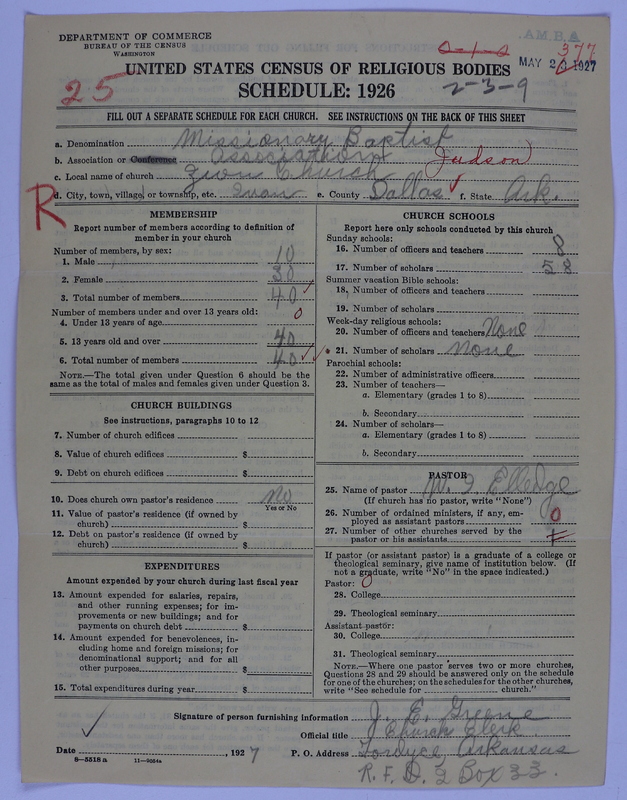 DEPARTMENT OF COMMERCE
BUREAU OF THE CENSUS
WASHINGTON
A.B.M.A.
377
MAY 2 1927
25
UNITED STATES CENSUS OF RELIGIOUS BODIES
SCHEDULE: 1926
2-3-9
FILL OUT A SEPARATE SCHEDULE FOR EACH CHURCH. SEE INSTRUCTIONS ON THE BACK OF THIS SHEET
a. Denomination Missionary Baptist
b. Association or Conference Association Judson
c. Local name of church Zion Church
d. City, town, village, or township, etc. Ivan e. County Dallas f. State Ark.
R
MEMBERSHIP
Report number of members according to definition of
member in your church
Number of members, by sex:
1. Male 10
2. Female 30
3. Total number of members 40
Number of members under and over 13 years old:
4. Under 13 years of age 0
5. 13 years old and over 40
6. Total number of members 40
NOTE.—The total given under Question 6 should be the
same as the total of males and females given under Question 3.
CHURCH BUILDINGS
See instructions, paragraphs 10 to 12
7. Number of church edifices
8. Value of church edifices $
9. Debt on church edifices $
10. Does church own pastor's residence No
Yes or No
11. Value of pastor's residence (if owned by
church) $
12. Debt on pastor's residence (if owned by
church) $
EXPENDITURES
Amount expended by your church during last fiscal year
13. Amount expended for salaries, repairs,
and other running expenses; for im-
provements or new buildings; and for
payments on church debt $
14. Amount expended for benevolences, in-
cluding home and foreign missions; for
denominational support; and for all
other purposes $
15. Total expenditures during year $
CHURCH SCHOOLS
Report here only schools conducted by this church
Sunday schools:
16. Number of officers and teachers 8
17. Number of scholars 58
Summer vacation Bible schools:
18. Number of officers and teachers
19. Number of scholars
Week-day religious schools:
20. Number of officers and teachers None
21. Number of scholars None
Parochial schools:
22. Number of administrative officers
23. Number of teachers—
a. Elementary (grades 1 to 8)
b. Secondary
24. Number of scholars—
a. Elementary (grades 1 to 8)
b. Secondary
PASTOR
25. Name of pastor W. J. Elledge
(If church has no pastor, write "None")
26. Number of ordained ministers, if any, em-
ployed as assistant pastors 0
27. Number of other churches served by the
pastor or his assistants
If pastor (or assistant pastor) is a graduate of a college or
theological seminary, give name of institution below. (If
not a graduate, write "No" in the space indicated.)
Pastor: 0
28. College
29. Theological seminary
Assistant pastor:
30. College
31. Theological seminary
NOTE.—Where one pastor serves two or more churches,
Questions 28 and 29 should be answered only on the schedule
for one of the churches; on the schedules for the other churches,
write "See schedule for church."
Signature of person furnishing information J. E. Greene
Official title Church Clerk
Date , 1927 P. O. Address Fordyce Arkansas
8—5518 a 11—9034a R. F. D. 2 Box 33.